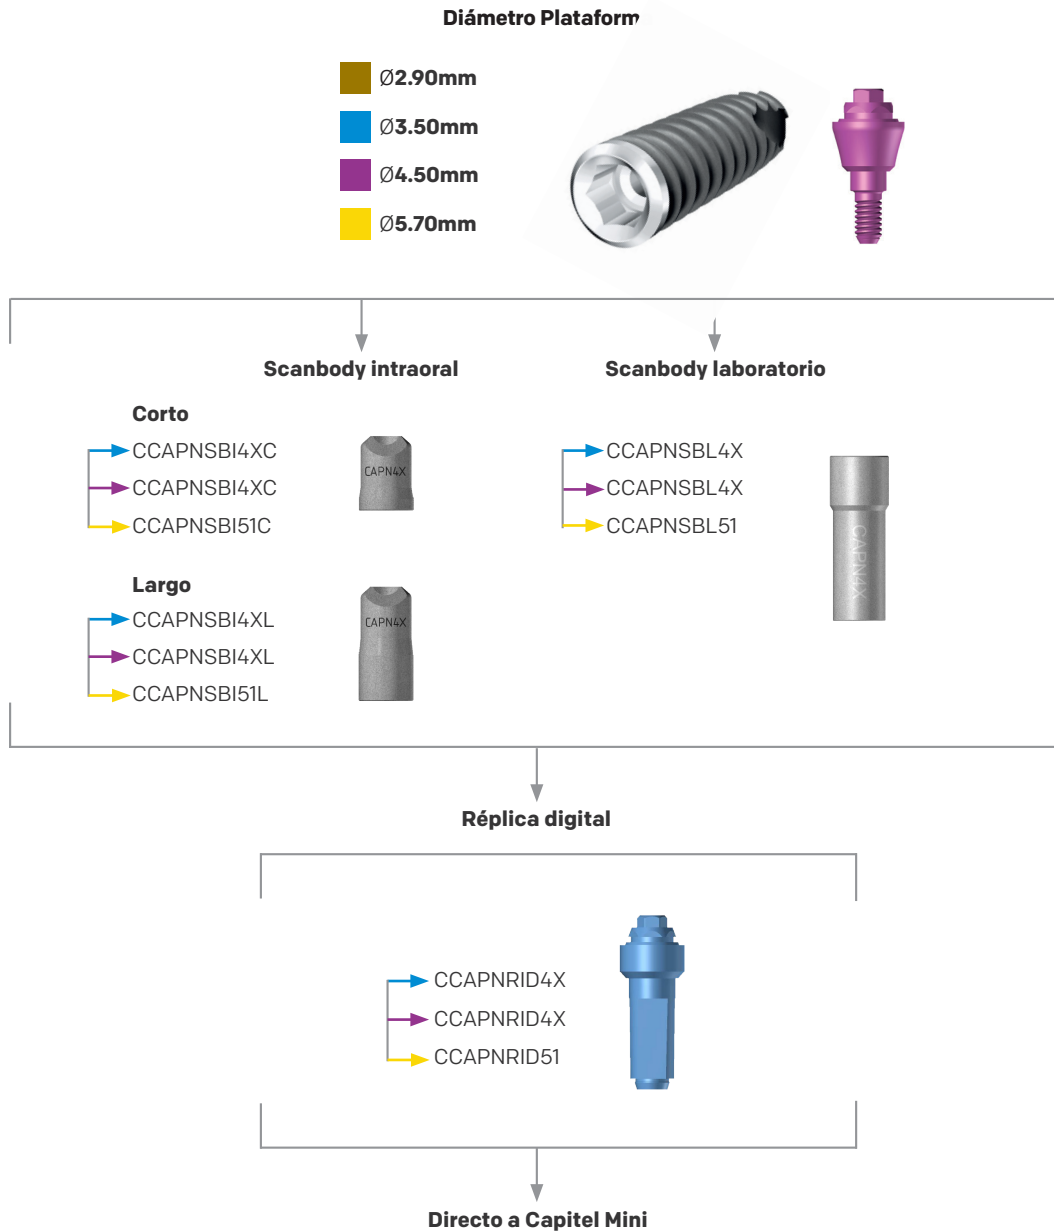 Diámetro Plataform
Ø2.90mm
Ø3.50mm
Ø4.50mm
Ø5.70mm
Scanbody intraoral
Corto
CCAPNSBI4XC
CCAPNSBI4XC
CCAPNSBI51C
CAPN4X
Largo
CCAPNSBI4XL
CCAPNSBI4XL
CCAPNSBI51L
CAPN4X
Scanbody laboratorio
CCAPNSBL4X
CCAPNSBL4X
CCAPNSBL51
CAPN4X
Réplica digital
CCAPNRID4X
CCAPNRID4X
CCAPNRID51
Directo a Capitel Mini